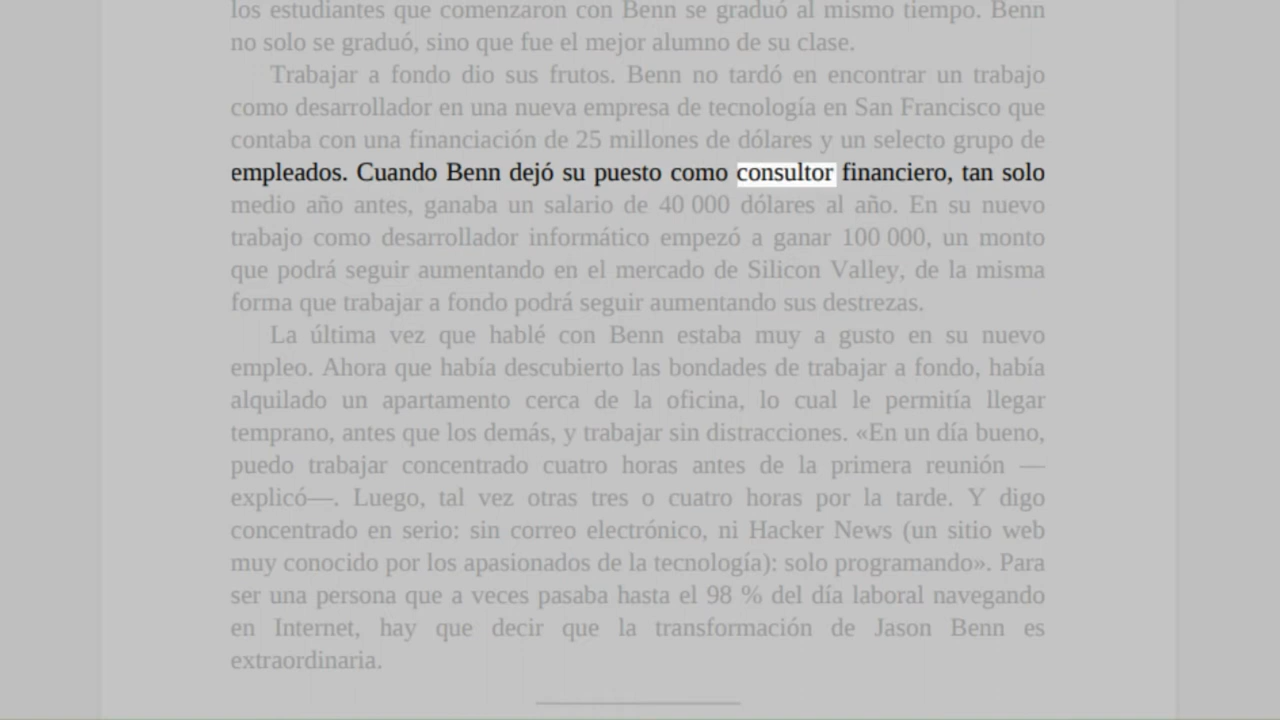 los estudiantes que comenzaron con Benn se graduó al mismo tiempo. Benn
no solo se graduó, sino que fue el mejor alumno de su clase.
Trabajar a fondo dio sus frutos. Benn no tardó en encontrar un trabajo
como desarrollador en una nueva empresa de tecnología en San Francisco que
contaba con una financiación de 25 millones de dólares y un selecto grupo de
empleados. Cuando Benn dejó su puesto como consultor financiero, tan solo
medio año antes, ganaba un salario de 40 000 dólares al año. En su nuevo
trabajo como desarrollador informático empezó a ganar 100 000, un monto
que podrá seguir aumentando en el mercado de Silicon Valley, de la misma
forma que trabajar a fondo podrá seguir aumentando sus destrezas.
La última vez que hablé con Benn estaba muy a gusto en su nuevo
empleo. Ahora que había descubierto las bondades de trabajar a fondo, había
alquilado un apartamento cerca de la oficina, lo cual le permitía llegar
temprano, antes que los demás, y trabajar sin distracciones. «En un día bueno,
puedo trabajar concentrado cuatro horas antes de la primera reunión —
explicó—. Luego, tal vez otras tres o cuatro horas por la tarde. Y digo
concentrado en serio: sin correo electrónico, ni Hacker News (un sitio web
muy conocido por los apasionados de la tecnología): solo programando». Para
ser una persona que a veces pasaba hasta el 98 % del día laboral navegando
en Internet, hay que decir que la transformación de Jason Benn es
extraordinaria.